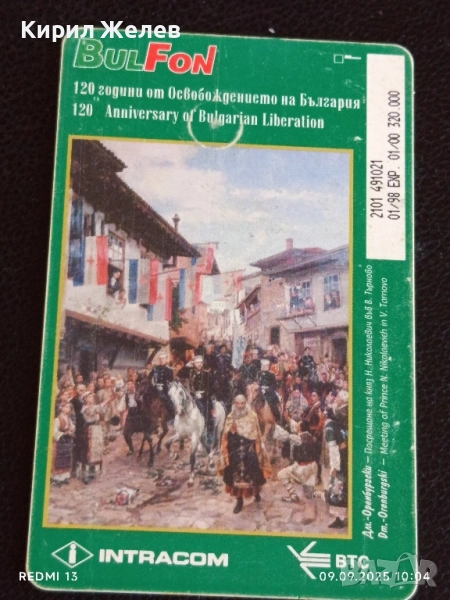 Кирил Желев
BULFON
120 години от Освобождението на България
120 Anniversary of Bulgarian Liberation
2101 491021
01/98 EXP. 01/00 320.000
Дм.-Оренбургски – Посрещане на княз Н. Николаевич във В. Търново
Dm.-Orenburgski – Meeting of Prince N. Nikolaevich in V. Tarnovo
INTRACOM
BTC
REDMI 13
BAZAR
09.09.2025 10:04